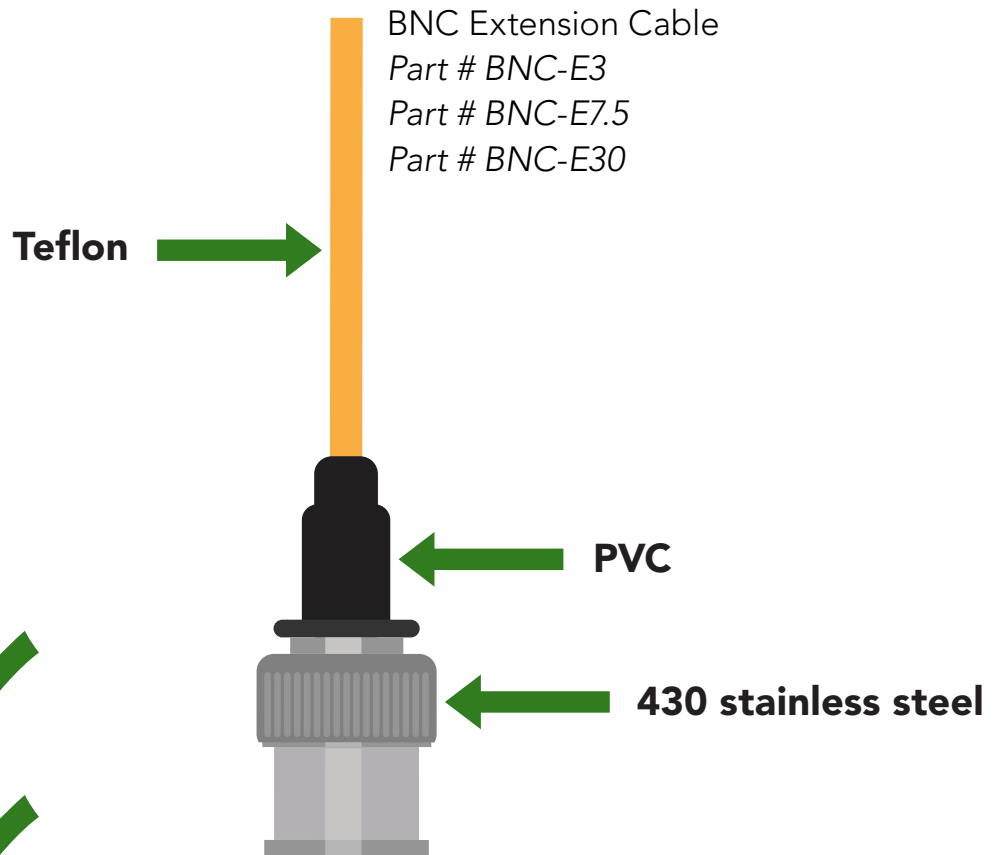 BNC Extension Cable
Part # BNC-E3
Part # BNC-E7.5
Part # BNC-E30
Teflon
PVC
430 stainless steel